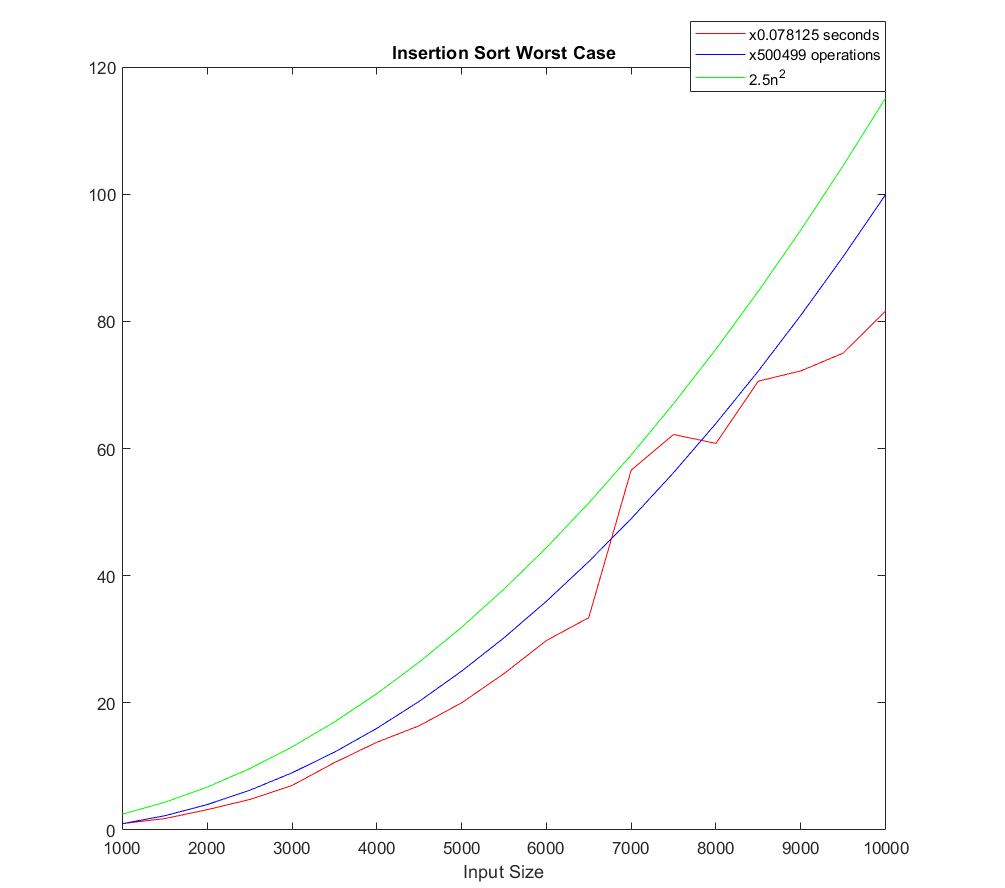 Insertion Sort Worst Case
x0.078125 seconds
x500499 operations
2.5n²
120
100
80
60
40
20
0
1000 2000 3000 4000 5000 6000 7000 8000 9000 10000
Input Size